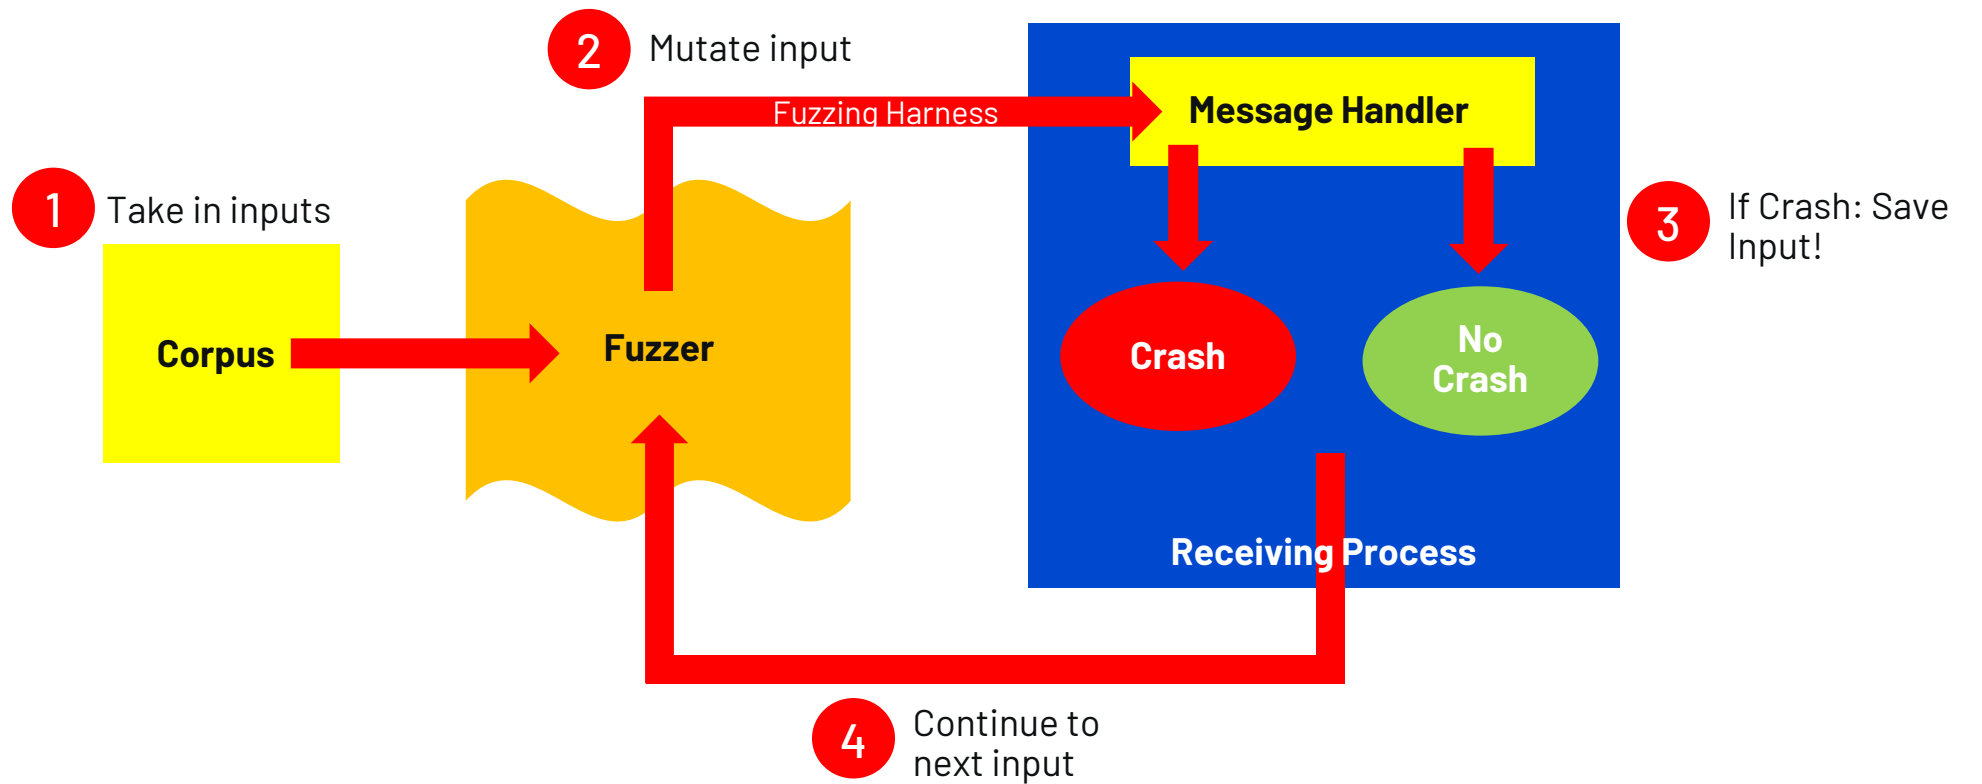 2
Mutate input
Fuzzing Harness
Message Handler
1
Take in inputs
3
If Crash: Save
Input!
Corpus
Fuzzer
Crash
No
Crash
Receiving Process
4
Continue to
next input